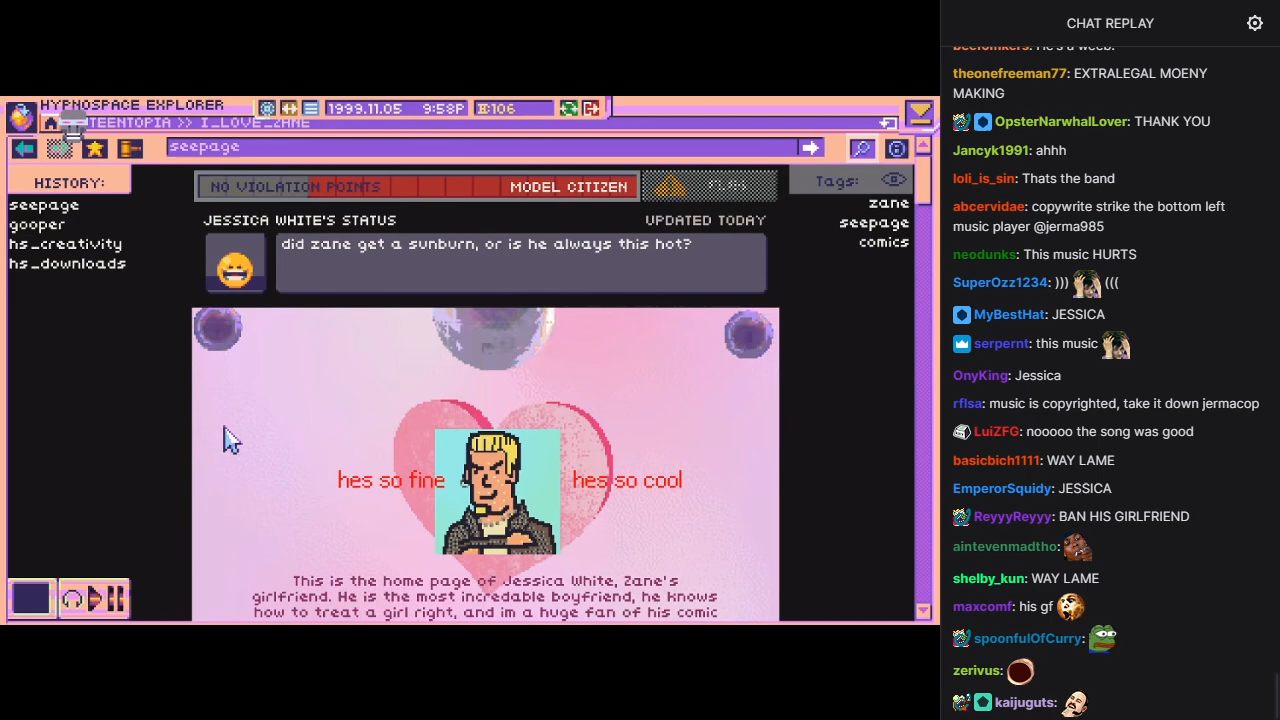 HYPNOSPACE EXPLORER
1999.11.05 9:58P
106
TEENTOPIA >> I_LOVE_ZANE
seepage
HISTORY:
seepage
gooper
hs_creativity
hs_downloads
NO VIOLATION POINTS
MODEL CITIZEN
Tags:
zane
seepage
comics
JESSICA WHITE'S STATUS
UPDATED TODAY
did zane get a sunburn, or is he always this hot?
hes so fine
hes so cool
This is the home page of Jessica White, Zane's
girlfriend. He is the most incredable boyfriend, he knows
how to treat a girl right, and im a huge fan of his comic
CHAT REPLAY
beefomkers: He's a weeb.
theonefreeman77: EXTRALEGAL MOENY
MAKING
OpsterNarwhalLover: THANK YOU
Jancyk1991: ahhh
loli_is_sin: Thats the band
abcervidae: copywrite strike the bottom left
music player @jerma985
neodunks: This music HURTS
SuperOzz1234: ))) (((
MyBestHat: JESSICA
serpernt: this music
OnyKing: Jessica
rflsa: music is copyrighted, take it down jermacop
LuiZFG: nooooo the song was good
basicbich1111: WAY LAME
EmperorSquidy: JESSICA
ReyyyReyyy: BAN HIS GIRLFRIEND
aintevenmadtho:
shelby_kun: WAY LAME
maxcomf: his gf
spoonfulOfCurry:
zerivus:
kaijuguts: